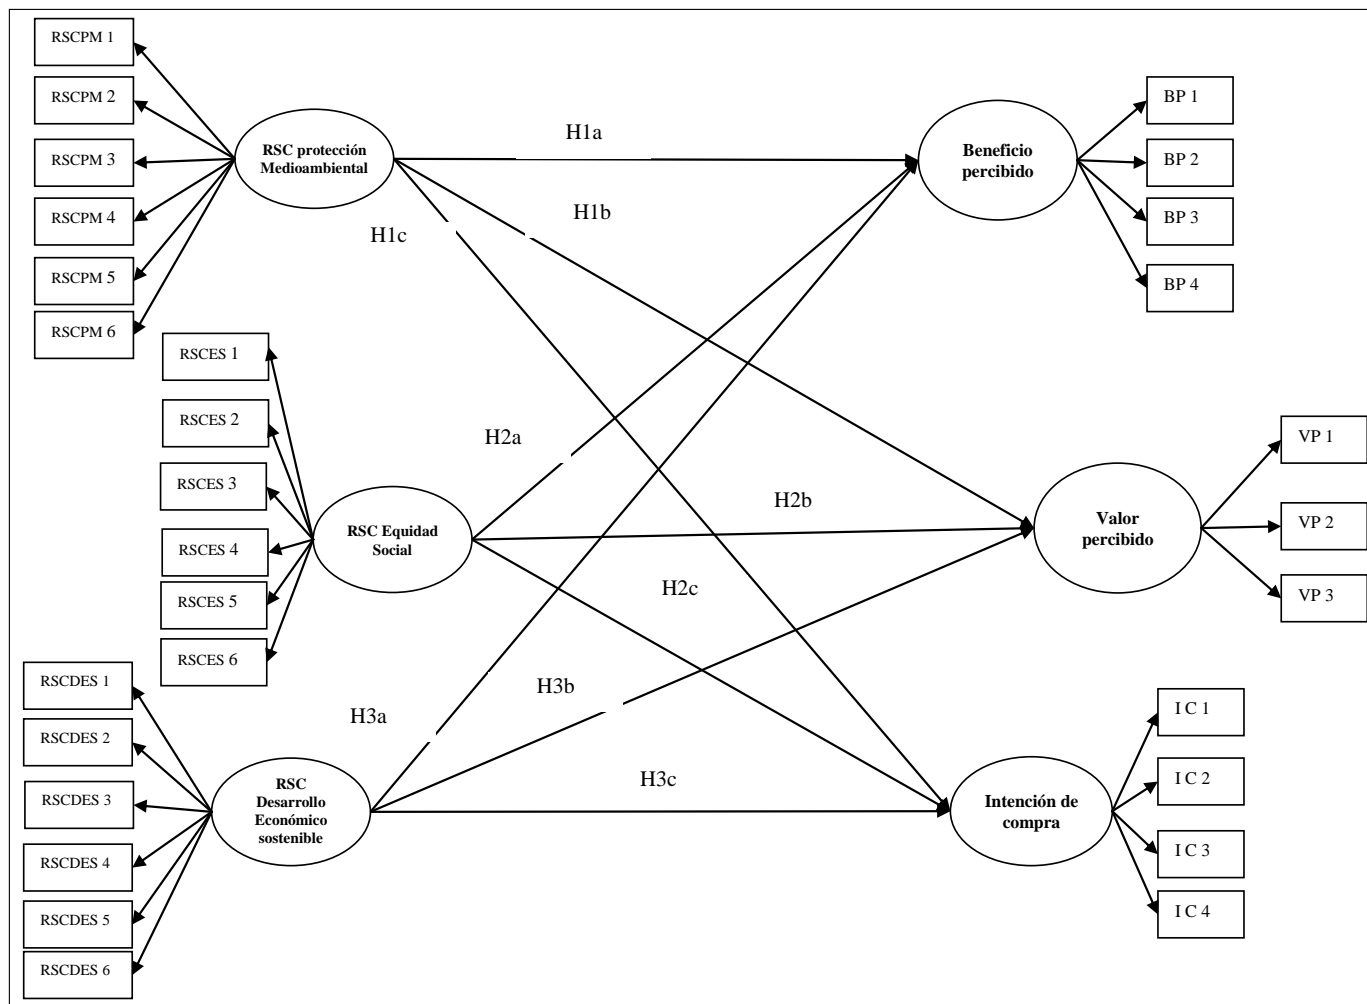 RSCPM 1
RSCPM 2
RSCPM 3
RSCPM 4
RSCPM 5
RSCPM 6
RSC protección
Medioambiental
H1a
H1b
H1c
Beneficio
percibido
BP 1
BP 2
BP 3
BP 4
RSCES 1
RSCES 2
RSCES 3
RSCES 4
RSCES 5
RSCES 6
RSC Equidad
Social
H2a
H2b
H2c
Valor
percibido
VP 1
VP 2
VP 3
RSCDES 1
RSCDES 2
RSCDES 3
RSCDES 4
RSCDES 5
RSCDES 6
RSC
Desarrollo
Económico
sostenible
H3a
H3b
H3c
Intención de
compra
I C 1
I C 2
I C 3
I C 4